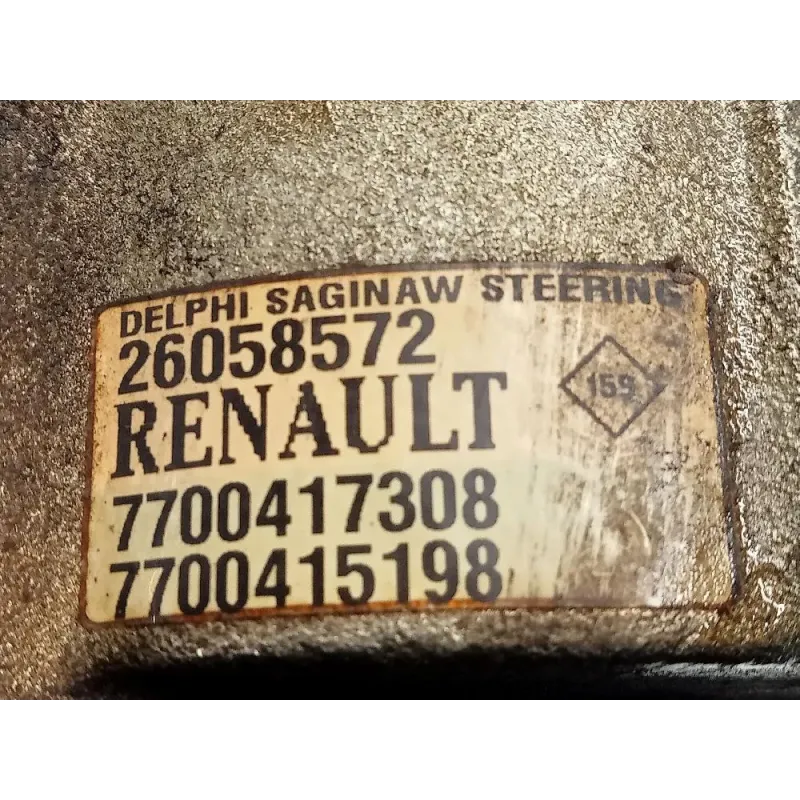 DELPHI SAGINAW STEERING
26058572
RENAULT
159
7700417308
7700415198